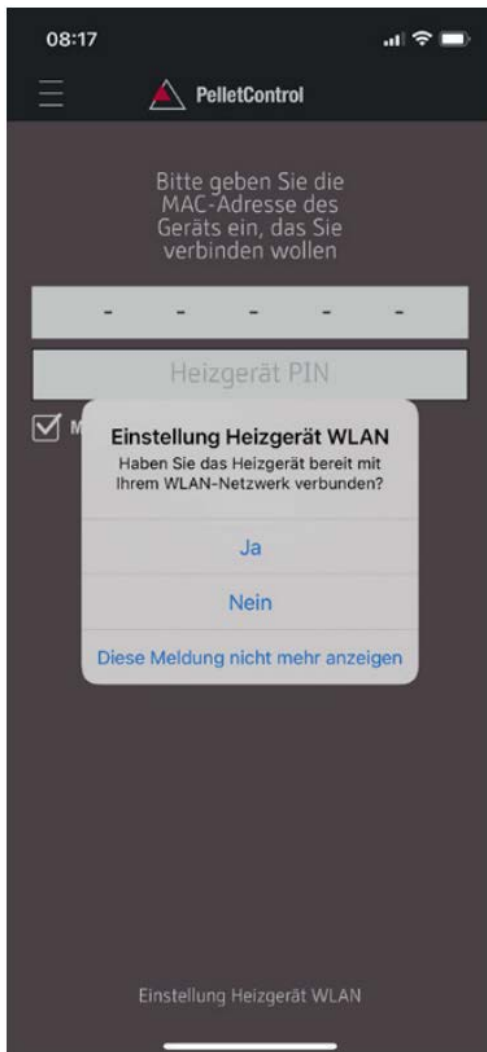 08:17
PelletControl
Bitte geben Sie die
MAC-Adresse des
Geräts ein, das Sie
verbinden wollen
- - - - -
Heizgerät PIN
M
Einstellung Heizgerät WLAN
Haben Sie das Heizgerät bereit mit
Ihrem WLAN-Netzwerk verbunden?
Ja
Nein
Diese Meldung nicht mehr anzeigen
Einstellung Heizgerät WLAN